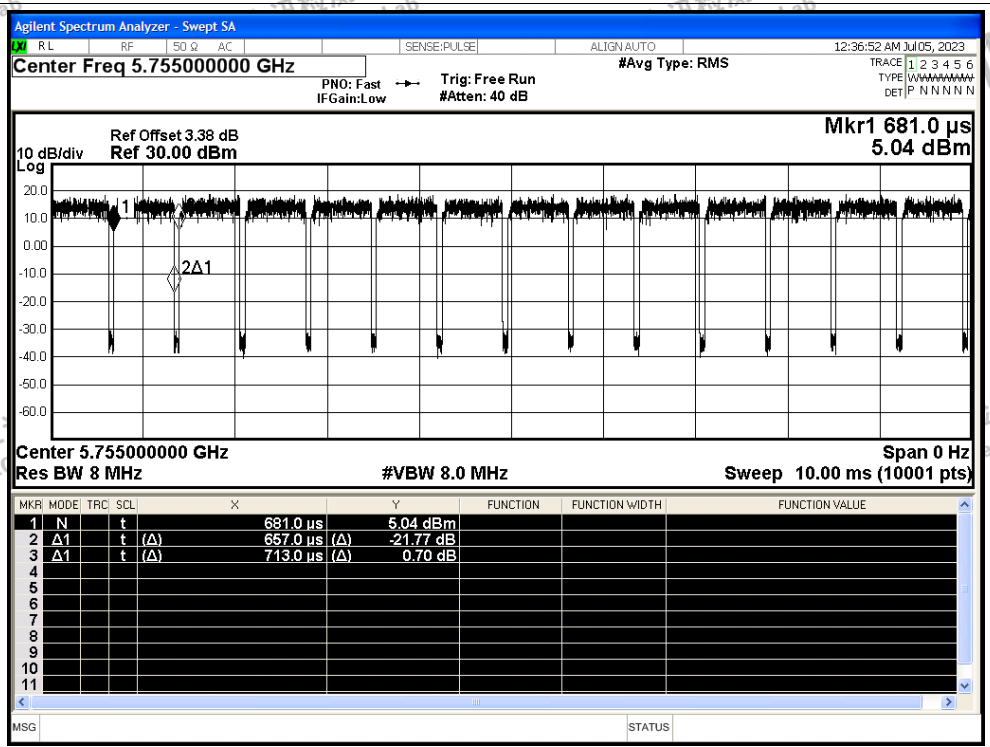 Agilent Spectrum Analyzer - Swept SA
LXI RL RF 50 Ω AC SENSE:PULSE ALIGN AUTO 12:36:52 AM Jul 05, 2023
Center Freq 5.755000000 GHz #Avg Type: RMS TRACE 1 2 3 4 5 6
PNO: Fast Trig: Free Run TYPE WWWWWW
IFGain:Low #Atten: 40 dB DET P N N N N N
Mkr1 681.0 µs
Ref Offset 3.38 dB
10 dB/div Ref 30.00 dBm 5.04 dBm
Log
20.0
10.0
0.00
-10.0
-20.0
-30.0
-40.0
-50.0
-60.0
1
2Δ1
Center 5.755000000 GHz Span 0 Hz
Res BW 8 MHz #VBW 8.0 MHz Sweep 10.00 ms (10001 pts)
MKR MODE TRC SCL X Y FUNCTION FUNCTION WIDTH FUNCTION VALUE
1 N t 681.0 µs 5.04 dBm
2 Δ1 t (Δ) 657.0 µs (Δ) -21.77 dB
3 Δ1 t (Δ) 713.0 µs (Δ) 0.70 dB
4
5
6
7
8
9
10
11
MSG STATUS